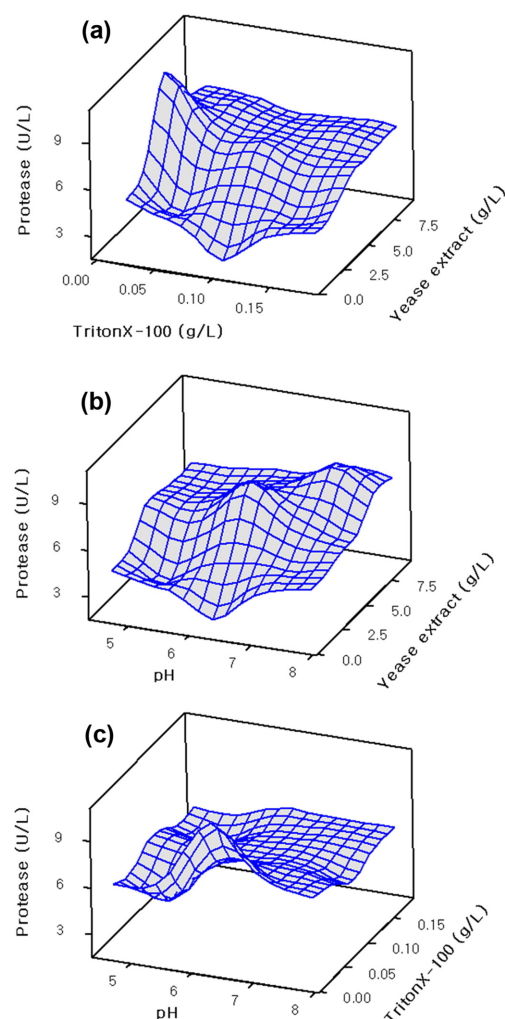 (a)
Protease (U/L)
9
6
3
0.00
0.05
0.10
0.15
TritonX-100 (g/L)
0.0
2.5
5.0
7.5
Yease extract (g/L)
(b)
Protease (U/L)
9
6
3
5
6
7
8
pH
0.0
2.5
5.0
7.5
Yease extract (g/L)
(c)
Protease (U/L)
9
6
3
5
6
7
8
pH
0.00
0.05
0.10
0.15
TritonX-100 (g/L)